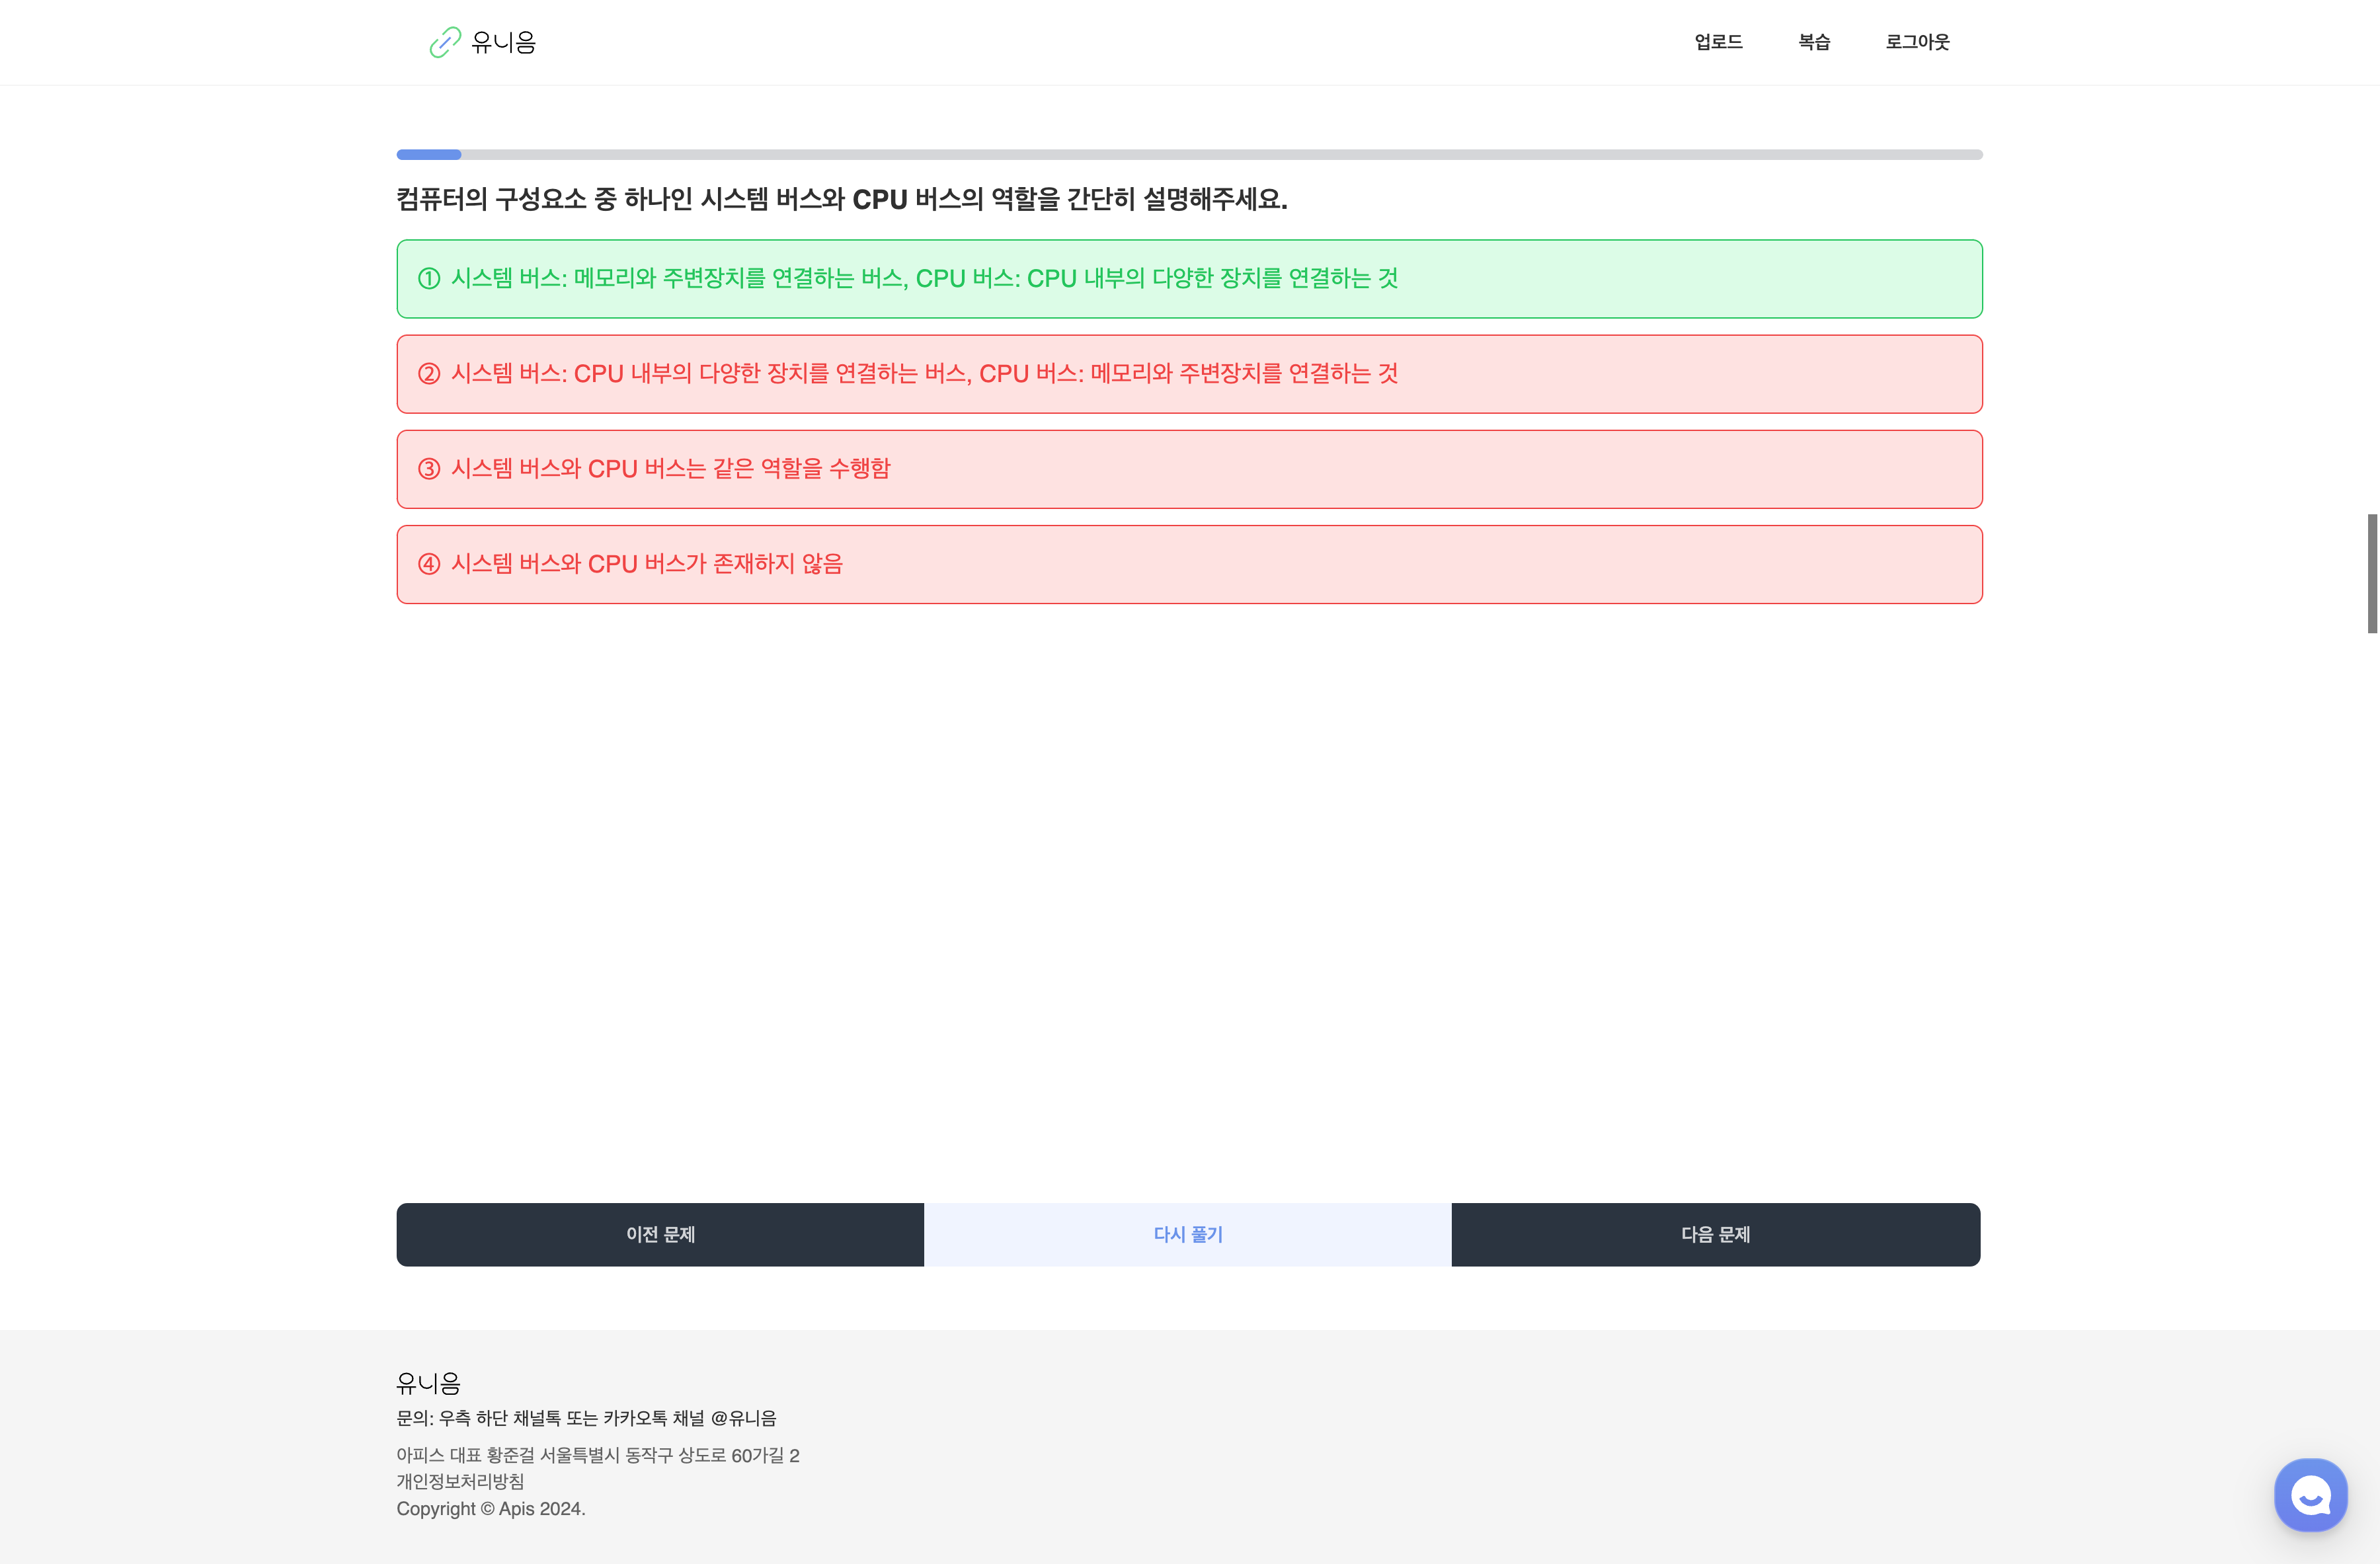 유니음
업로드 복습 로그아웃
컴퓨터의 구성요소 중 하나인 시스템 버스와 CPU 버스의 역할을 간단히 설명해주세요.
① 시스템 버스: 메모리와 주변장치를 연결하는 버스, CPU 버스: CPU 내부의 다양한 장치를 연결하는 것
② 시스템 버스: CPU 내부의 다양한 장치를 연결하는 버스, CPU 버스: 메모리와 주변장치를 연결하는 것
③ 시스템 버스와 CPU 버스는 같은 역할을 수행함
④ 시스템 버스와 CPU 버스가 존재하지 않음
이전 문제 다시 풀기 다음 문제
유니음
문의: 우측 하단 채널톡 또는 카카오톡 채널 @유니음
아피스 대표 황준걸 서울특별시 동작구 상도로 60가길 2
개인정보처리방침
Copyright © Apis 2024.